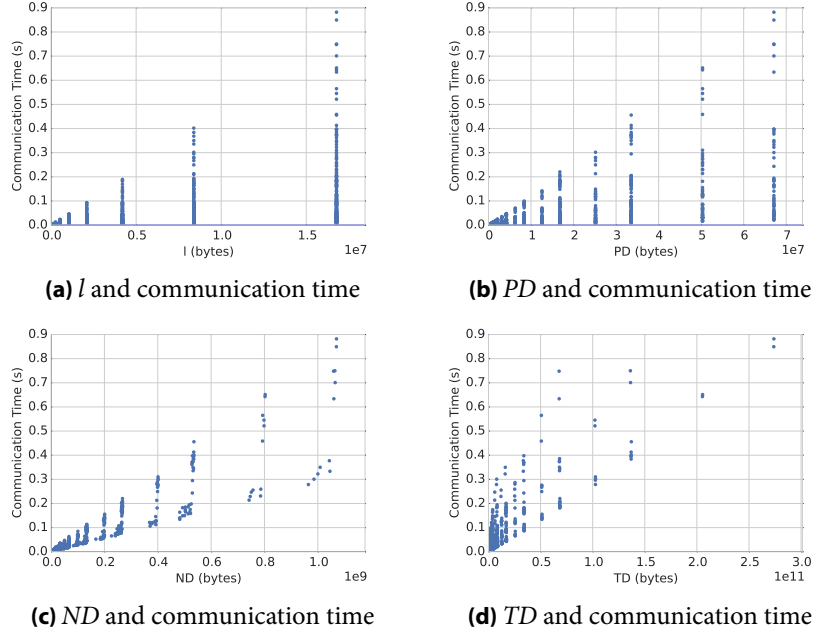 0.9 0.8 0.7 0.6 0.5 0.4 0.3 0.2 0.1 0.0
Communication Time (s)
0.0 0.5 1.0 1.5
l (bytes) 1e7
(a) l and communication time
0.9 0.8 0.7 0.6 0.5 0.4 0.3 0.2 0.1 0.0
Communication Time (s)
0 1 2 3 4 5 6 7
PD (bytes) 1e7
(b) PD and communication time
0.9 0.8 0.7 0.6 0.5 0.4 0.3 0.2 0.1 0.0
Communication Time (s)
0.0 0.2 0.4 0.6 0.8 1.0
ND (bytes) 1e9
(c) ND and communication time
0.9 0.8 0.7 0.6 0.5 0.4 0.3 0.2 0.1 0.0
Communication Time (s)
0.0 0.5 1.0 1.5 2.0 2.5 3.0
TD (bytes) 1e11
(d) TD and communication time